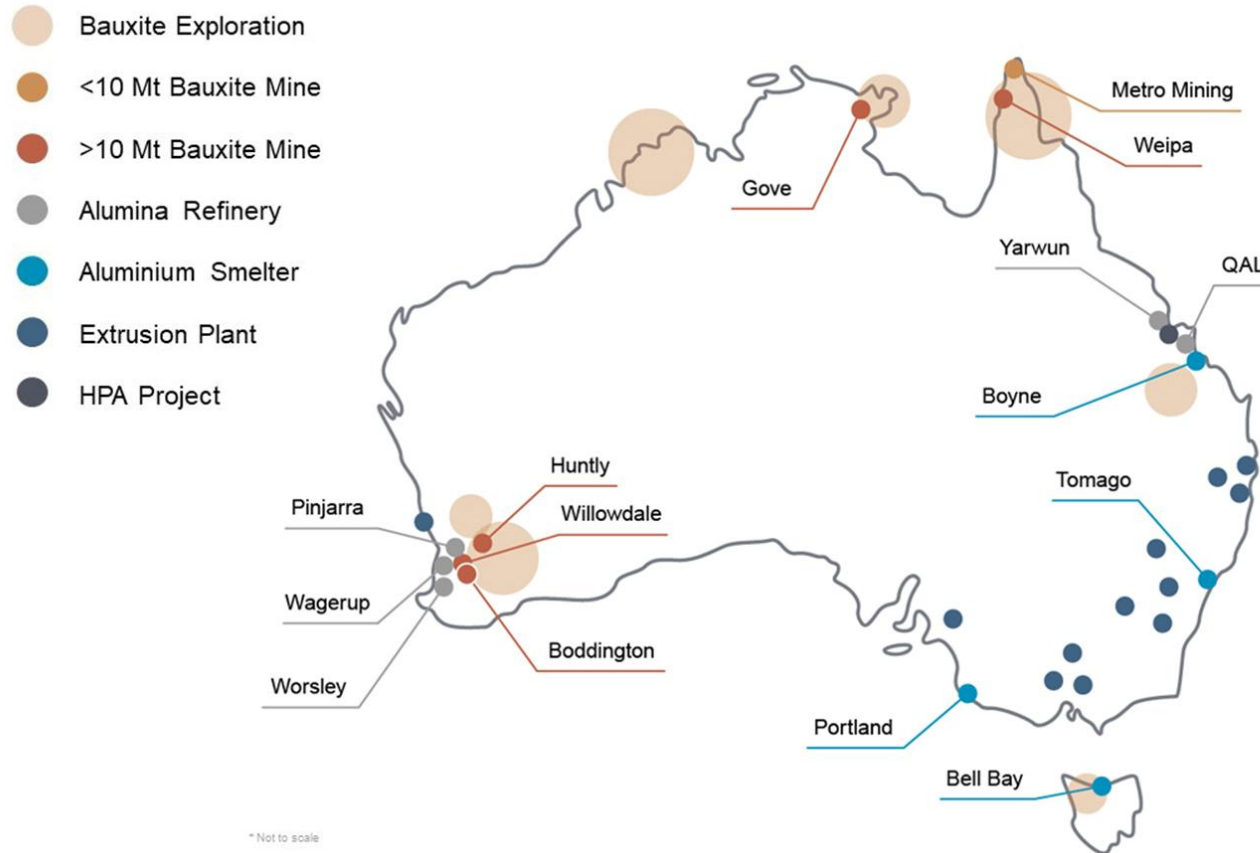 Bauxite Exploration
<10 Mt Bauxite Mine
>10 Mt Bauxite Mine
Alumina Refinery
Aluminium Smelter
Extrusion Plant
HPA Project
Metro Mining
Weipa
Gove
Yarwun
QAL
Boyne
Huntly
Tomago
Pinjarra
Willowdale
Wagerup
Boddington
Worsley
Portland
Bell Bay
* Not to scale